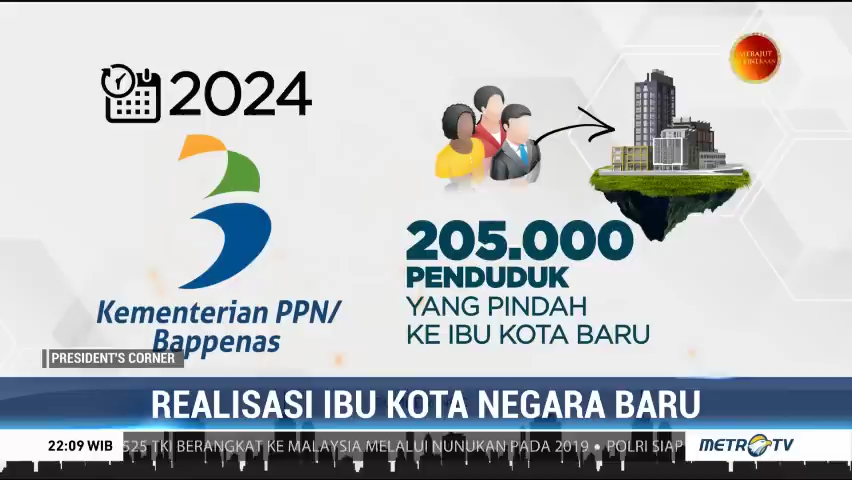 2024
Kementerian PPN/
Bappenas
MERAJUT
205.000
PENDUDUK
YANG PINDAH
KE IBU KOTA BARU
PRESIDENT'S CORNER
REALISASI IBU KOTA NEGARA BARU
22:09 WIB
525 TKI BERANGKAT KE MALAYSIA MELALUI NUNUKAN PADA 2019 • POLRI SIAP
METRO TV